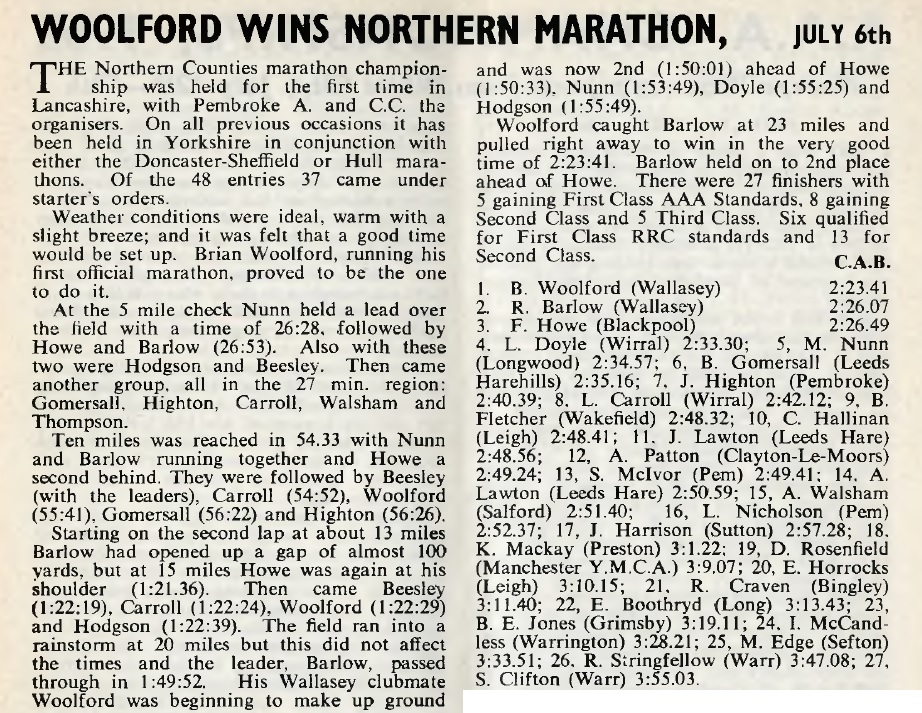 WOOLFORD WINS NORTHERN MARATHON, JULY 6th
THE Northern Counties marathon champion-
ship was held for the first time in
Lancashire, with Pembroke A. and C.C. the
organisers. On all previous occasions it has
been held in Yorkshire in conjunction with
either the Doncaster-Sheffield or Hull mara-
thons. Of the 48 entries 37 came under
starter's orders.
Weather conditions were ideal, warm with a
slight breeze; and it was felt that a good time
would be set up. Brian Woolford, running his
first official marathon, proved to be the one
to do it.
At the 5 mile check Nunn held a lead over
the field with a time of 26:28, followed by
Howe and Barlow (26:53). Also with these
two were Hodgson and Beesley. Then came
another group, all in the 27 min. region:
Gomersall, Highton, Carroll, Walsham and
Thompson.
Ten miles was reached in 54.33 with Nunn
and Barlow running together and Howe a
second behind. They were followed by Beesley
(with the leaders), Carroll (54:52), Woolford
(55:41), Gomersall (56:22) and Highton (56:26).
Starting on the second lap at about 13 miles
Barlow had opened up a gap of almost 100
yards, but at 15 miles Howe was again at his
shoulder (1:21.36). Then came Beesley
(1:22:19), Carroll (1:22:24), Woolford (1:22:29)
and Hodgson (1:22:39). The field ran into a
rainstorm at 20 miles but this did not affect
the times and the leader, Barlow, passed
through in 1:49:52. His Wallasey clubmate
Woolford was beginning to make up ground
and was now 2nd (1:50:01) ahead of Howe
(1:50:33), Nunn (1:53:49), Doyle (1:55:25) and
Hodgson (1:55:49).
Woolford caught Barlow at 23 miles and
pulled right away to win in the very good
time of 2:23:41. Barlow held on to 2nd place
ahead of Howe. There were 27 finishers with
5 gaining First Class AAA Standards, 8 gaining
Second Class and 5 Third Class. Six qualified
for First Class RRC standards and 13 for
Second Class. C.A.B.
1. B. Woolford (Wallasey) 2:23.41
2. R. Barlow (Wallasey) 2:26.07
3. F. Howe (Blackpool) 2:26.49
4. L. Doyle (Wirral) 2:33.30; 5, M. Nunn
(Longwood) 2:34.57; 6, B. Gomersall (Leeds
Harehills) 2:35.16; 7, J. Highton (Pembroke)
2:40.39; 8, L. Carroll (Wirral) 2:42.12; 9, B.
Fletcher (Wakefield) 2:48.32; 10, C. Hallinan
(Leigh) 2:48.41; 11, J. Lawton (Leeds Hare)
2:48.56; 12, A. Patton (Clayton-Le-Moors)
2:49.24; 13, S. McIvor (Pem) 2:49.41; 14, A.
Lawton (Leeds Hare) 2:50.59; 15, A. Walsham
(Salford) 2:51.40; 16, L. Nicholson (Pem)
2:52.37; 17, J. Harrison (Sutton) 2:57.28; 18,
K. Mackay (Preston) 3:1.22; 19, D. Rosenfield
(Manchester Y.M.C.A.) 3:9.07; 20, E. Horrocks
(Leigh) 3:10.15; 21, R. Craven (Bingley)
3:11.40; 22, E. Boothryd (Long) 3:13.43; 23,
B. E. Jones (Grimsby) 3:19.11; 24, I. McCand-
less (Warrington) 3:28.21; 25, M. Edge (Sefton)
3:33.51; 26, R. Stringfellow (Warr) 3:47.08; 27,
S. Clifton (Warr) 3:55.03.